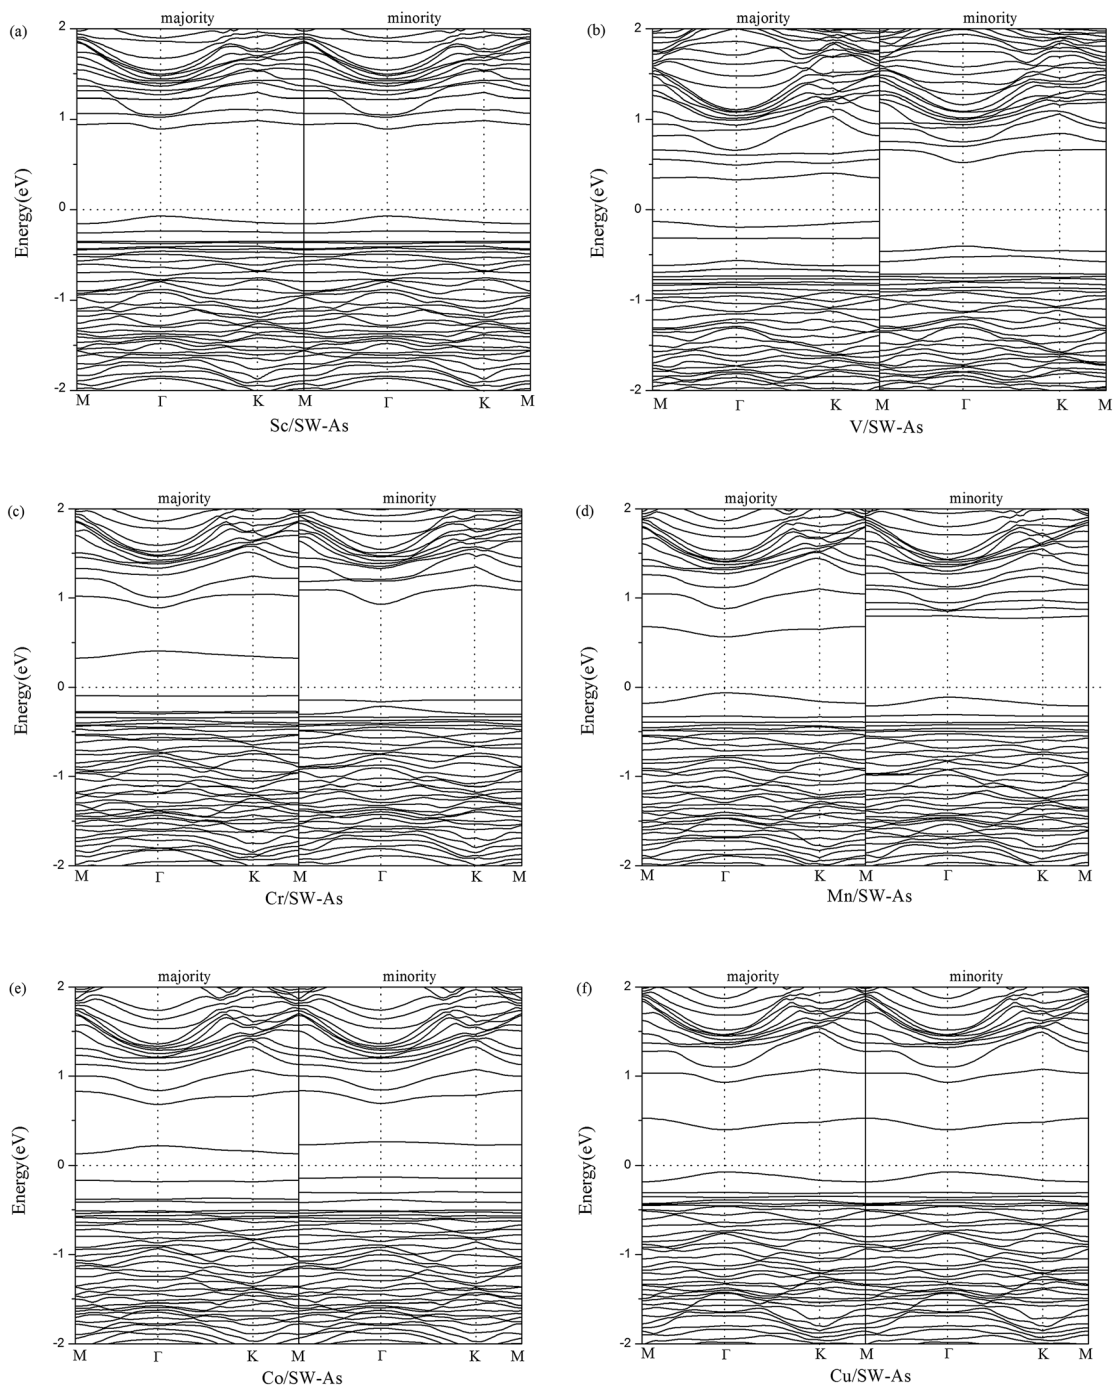 majority minority
(a)
2
1
0
-1
-2
Energy(eV)
M Γ K M Γ K M
Sc/SW-As
majority minority
(b)
2
1
0
-1
-2
Energy(eV)
M Γ K M Γ K M
V/SW-As
majority minority
(c)
2
1
0
-1
-2
Energy(eV)
M Γ K M Γ K M
Cr/SW-As
majority minority
(d)
2
1
0
-1
-2
Energy(eV)
M Γ K M Γ K M
Mn/SW-As
majority minority
(e)
2
1
0
-1
-2
Energy(eV)
M Γ K M Γ K M
Co/SW-As
majority minority
(f)
2
1
0
-1
-2
Energy(eV)
M Γ K M Γ K M
Cu/SW-As